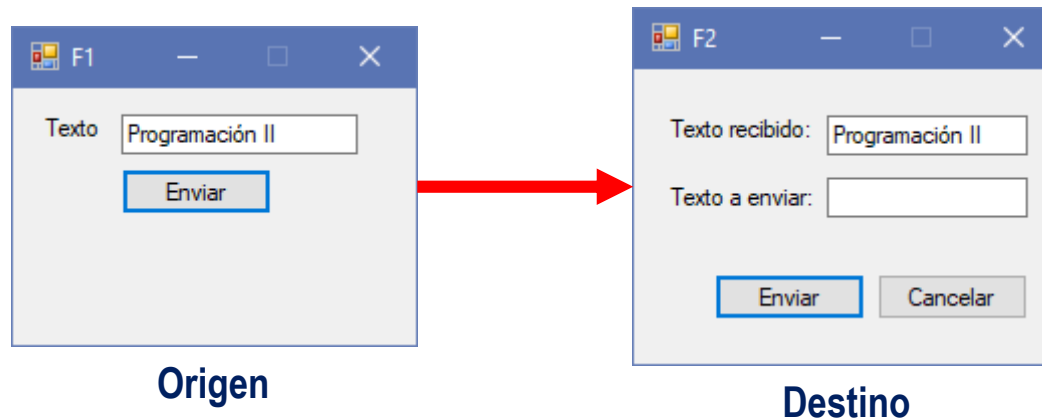 F1
Texto Programación II
Enviar
Origen
F2
Texto recibido: Programación II
Texto a enviar:
Enviar Cancelar
Destino